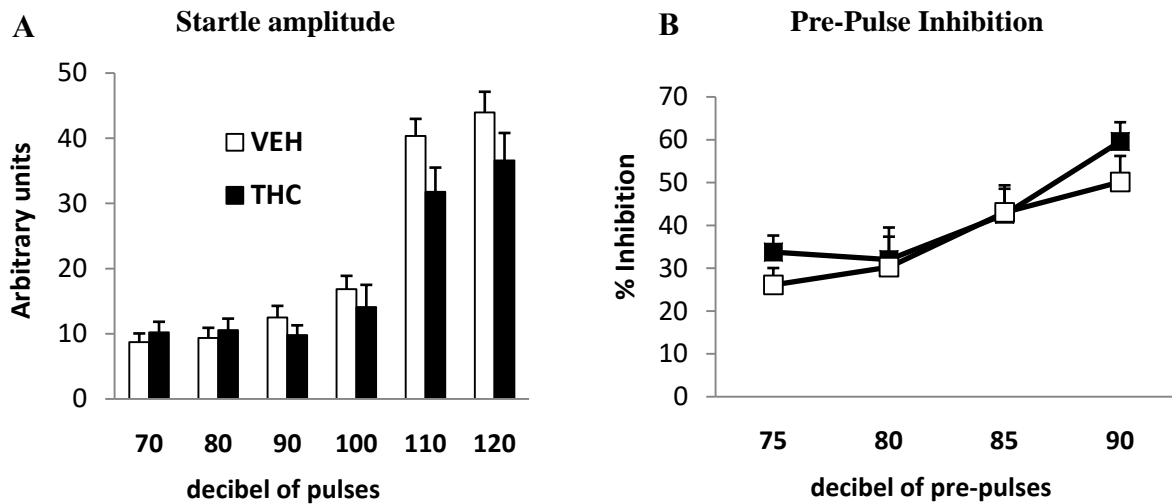 A
Startle amplitude
Arbitrary units
50
40
30
20
10
0
VEH
THC
70 80 90 100 110 120
decibel of pulses
B
Pre-Pulse Inhibition
% Inhibition
70
60
50
40
30
20
10
0
75 80 85 90
decibel of pre-pulses